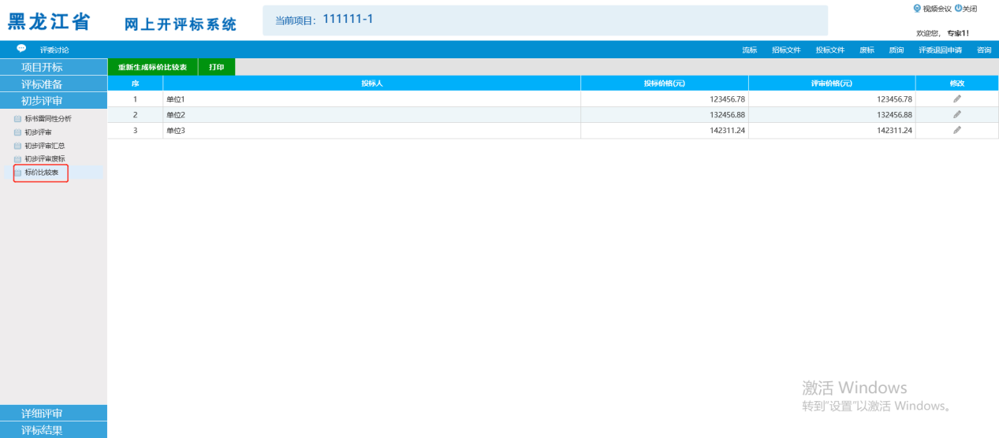 黑龙江省 网上开评标系统 当前项目: 111111-1 视频会议 关闭
欢迎您, 专家1!
评委讨论 流标 招标文件 投标文件 废标 质询 评委退回申请 咨询
项目开标
评标准备
初步评审
标书雷同性分析
初步评审
初步评审汇总
初步评审废标
标价比较表
详细评审
评标结果
重新生成标价比较表 打印
序 投标人 投标价格(元) 评审价格(元) 修改
1 单位1 123456.78 123456.78
2 单位2 132456.88 132456.88
3 单位3 142311.24 142311.24
激活 Windows
转到"设置"以激活 Windows。